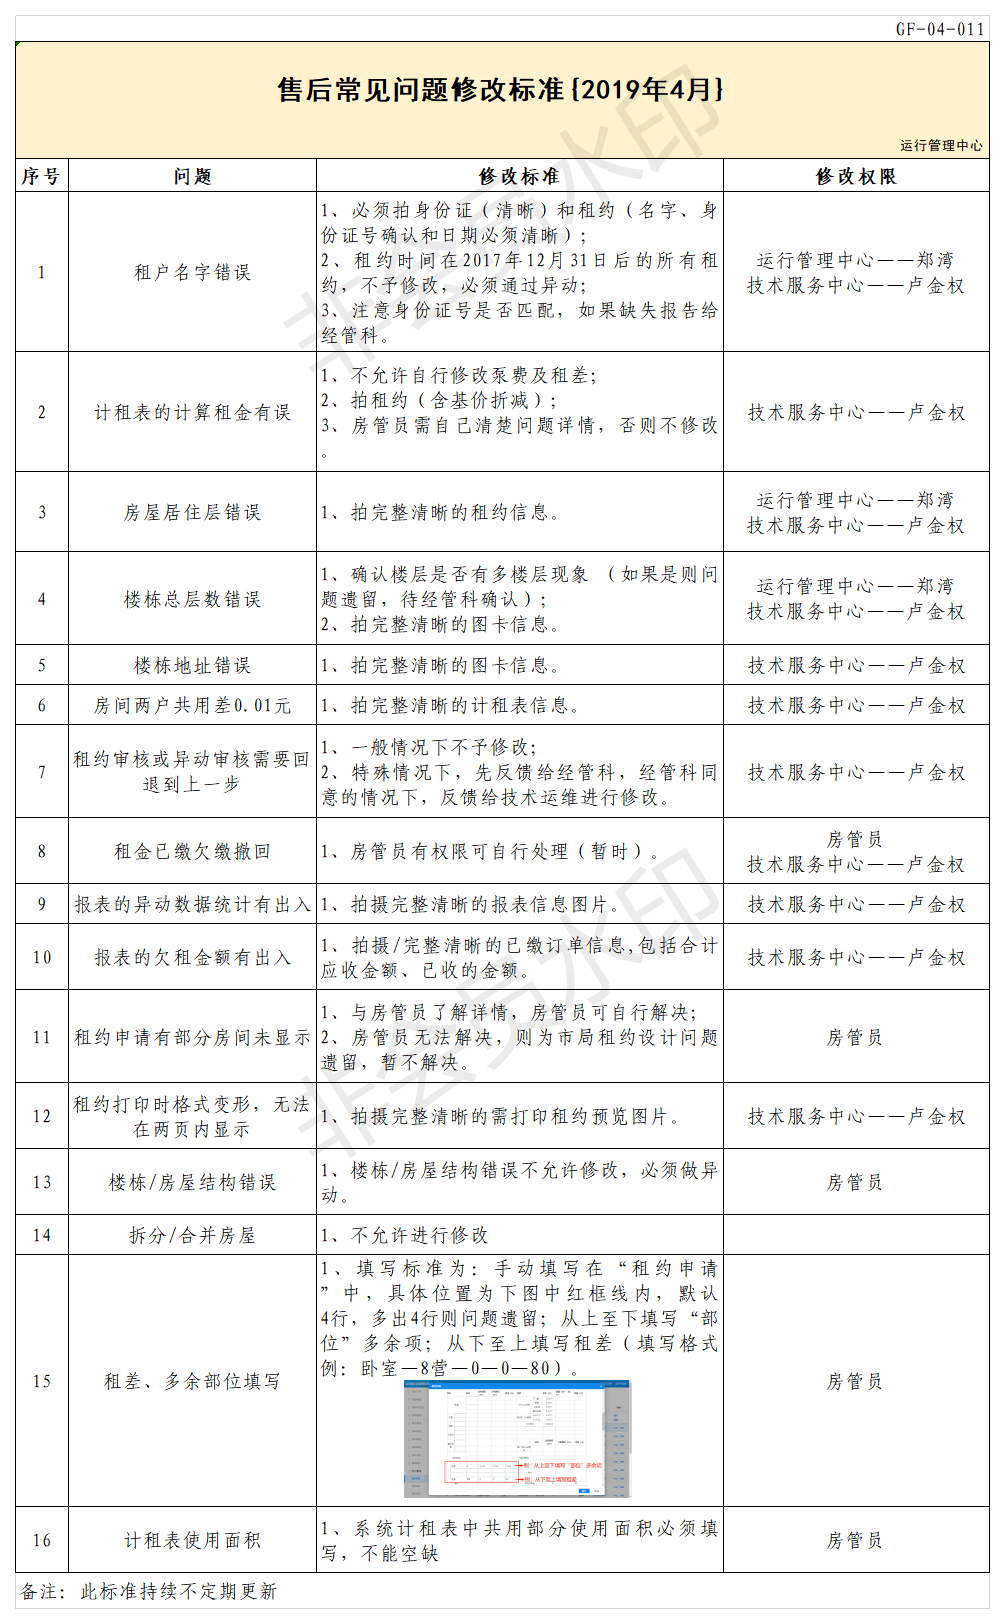 GF-04-011
售后常见问题修改标准{2019年4月}
运行管理中心
序号 问题 修改标准 修改权限
1 租户名字错误
1、必须拍身份证（清晰）和租约（名字、身
份证号确认和日期必须清晰）；
2、租约时间在2017年12月31日后的所有租
约，不予修改，必须通过异动；
3、注意身份证号是否匹配，如果缺失报告给
经管科。
运行管理中心——郑湾
技术服务中心——卢金权
2 计租表的计算租金有误
1、不允许自行修改泵费及租差；
2、拍租约（含基价折减）；
3、房管员需自己清楚问题详情，否则不修改
。
技术服务中心——卢金权
3 房屋居住层错误
1、拍完整清晰的租约信息。
运行管理中心——郑湾
技术服务中心——卢金权
4 楼栋总层数错误
1、确认楼层是否有多楼层现象 （如果是则问
题遗留，待经管科确认）；
2、拍完整清晰的图卡信息。
运行管理中心——郑湾
技术服务中心——卢金权
5 楼栋地址错误 1、拍完整清晰的图卡信息。 技术服务中心——卢金权
6 房间两户共用差0.01元 1、拍完整清晰的计租表信息。 技术服务中心——卢金权
7 租约审核或异动审核需要回
退到上一步
1、一般情况下不予修改；
2、特殊情况下，先反馈给经管科，经管科同
意的情况下，反馈给技术运维进行修改。
技术服务中心——卢金权
8 租金已缴欠缴撤回 1、房管员有权限可自行处理（暂时）。
房管员
技术服务中心——卢金权
9 报表的异动数据统计有出入 1、拍摄完整清晰的报表信息图片。 技术服务中心——卢金权
10 报表的欠租金额有出入
1、拍摄/完整清晰的已缴订单信息,包括合计
应收金额、已收的金额。
技术服务中心——卢金权
11 租约申请有部分房间未显示
1、与房管员了解详情，房管员可自行解决；
2、房管员无法解决，则为市局租约设计问题
遗留，暂不解决。
房管员
12 租约打印时格式变形，无法
在两页内显示
1、拍摄完整清晰的需打印租约预览图片。
技术服务中心——卢金权
13 楼栋/房屋结构错误
1、楼栋/房屋结构错误不允许修改，必须做异
动。
房管员
14 拆分/合并房屋 1、不允许进行修改
15 租差、多余部位填写
1、填写标准为：手动填写在“租约申请
”中，具体位置为下图中红框线内，默认
4行，多出4行则问题遗留；从上至下填写“部
位”多余项；从下至上填写租差（填写格式
例：卧室—8营—0—0—80）。
例：从上至下填写“部位”多余项
例：从下至上填写租差
房管员
16 计租表使用面积
1、系统计租表中共用部分使用面积必须填
写，不能空缺
房管员
备注：此标准持续不定期更新
非会员水印
非会员水印